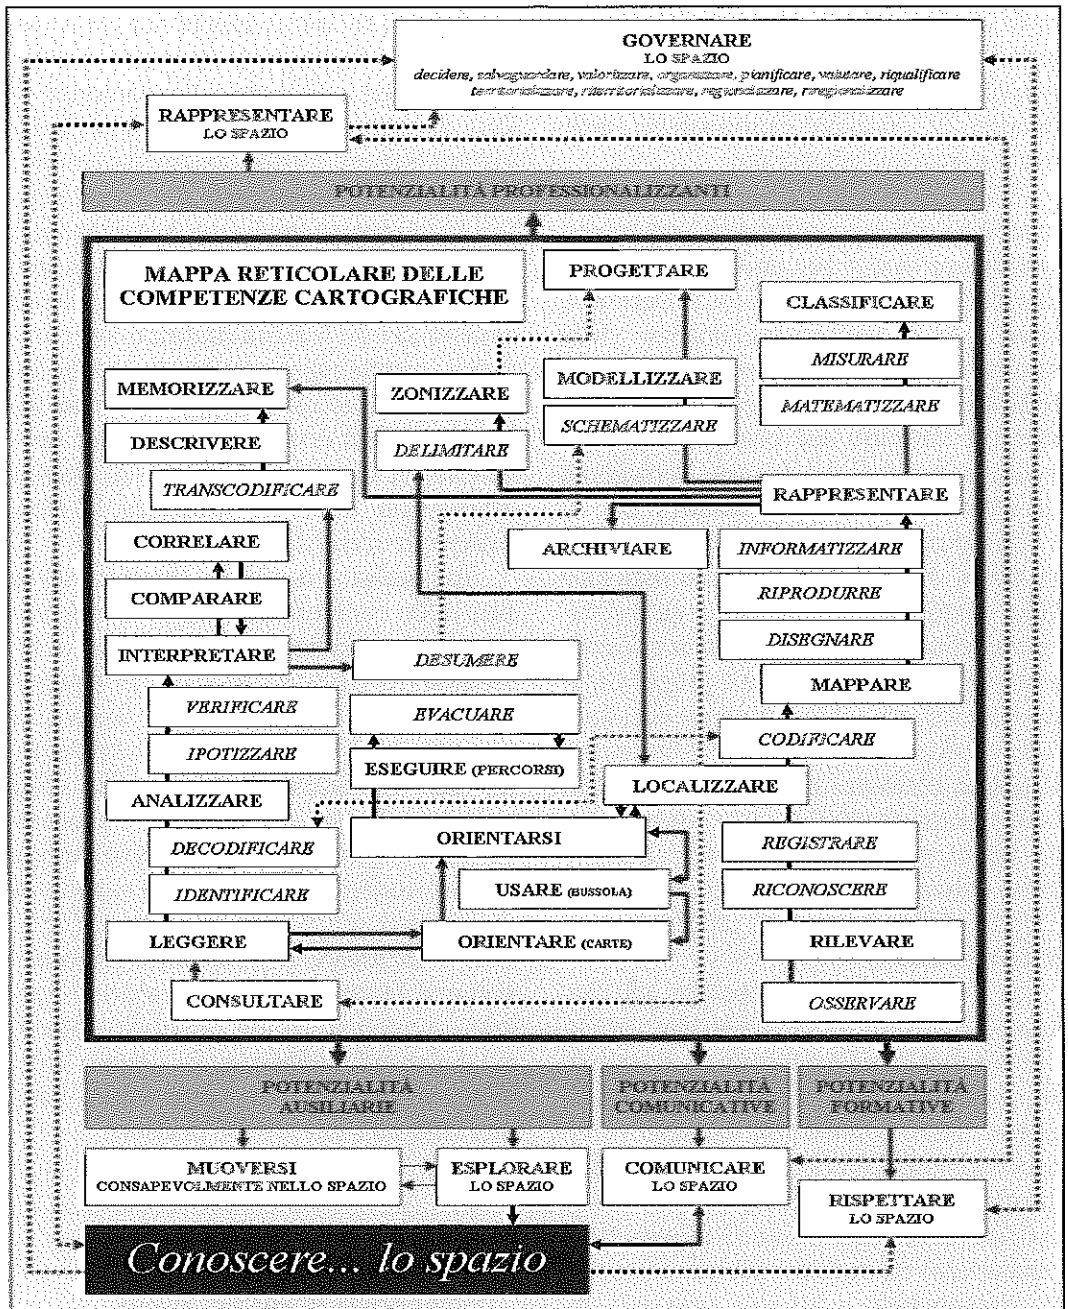 GOVERNARE
LO SPAZIO
decidere, salvaguardare, valorizzare, organizzare, pianificare, valutare, riqualificare
territorializzare, riterritorializzare, regionalizzare, riregionalizzare
RAPPRESENTARE
LO SPAZIO
POTENZIALITÀ PROFESSIONALIZZANTI
MAPPA RETICOLARE DELLE
COMPETENZE CARTOGRAFICHE
PROGETTARE
CLASSIFICARE
MISURARE
MATEMATIZZARE
MEMORIZZARE
ZONIZZARE
MODELLIZZARE
SCHEMATIZZARE
DESCRIVERE
DELIMITARE
TRANSCODIFICARE
RAPPRESENTARE
CORRELARE
ARCHIVIARE
INFORMATIZZARE
COMPARARE
RIPRODURRE
INTERPRETARE
DESUMERE
DISEGNARE
MAPPARE
VERIFICARE
EVACUARE
IPOTIZZARE
CODIFICARE
ESEGUIRE (PERCORSI)
ANALIZZARE
LOCALIZZARE
DECODIFICARE
ORIENTARSI
REGISTRARE
IDENTIFICARE
USARE (BUSSOLA)
RICONOSCERE
LEGGERE
ORIENTARE (CARTE)
RILEVARE
CONSULTARE
OSSERVARE
POTENZIALITÀ
AUSILIARIE
POTENZIALITÀ
COMUNICATIVE
POTENZIALITÀ
FORMATIVE
MUOVERSI
CONSAPEVOLMENTE NELLO SPAZIO
ESPLORARE
LO SPAZIO
COMUNICARE
LO SPAZIO
RISPETTARE
LO SPAZIO
Conoscere... lo spazio